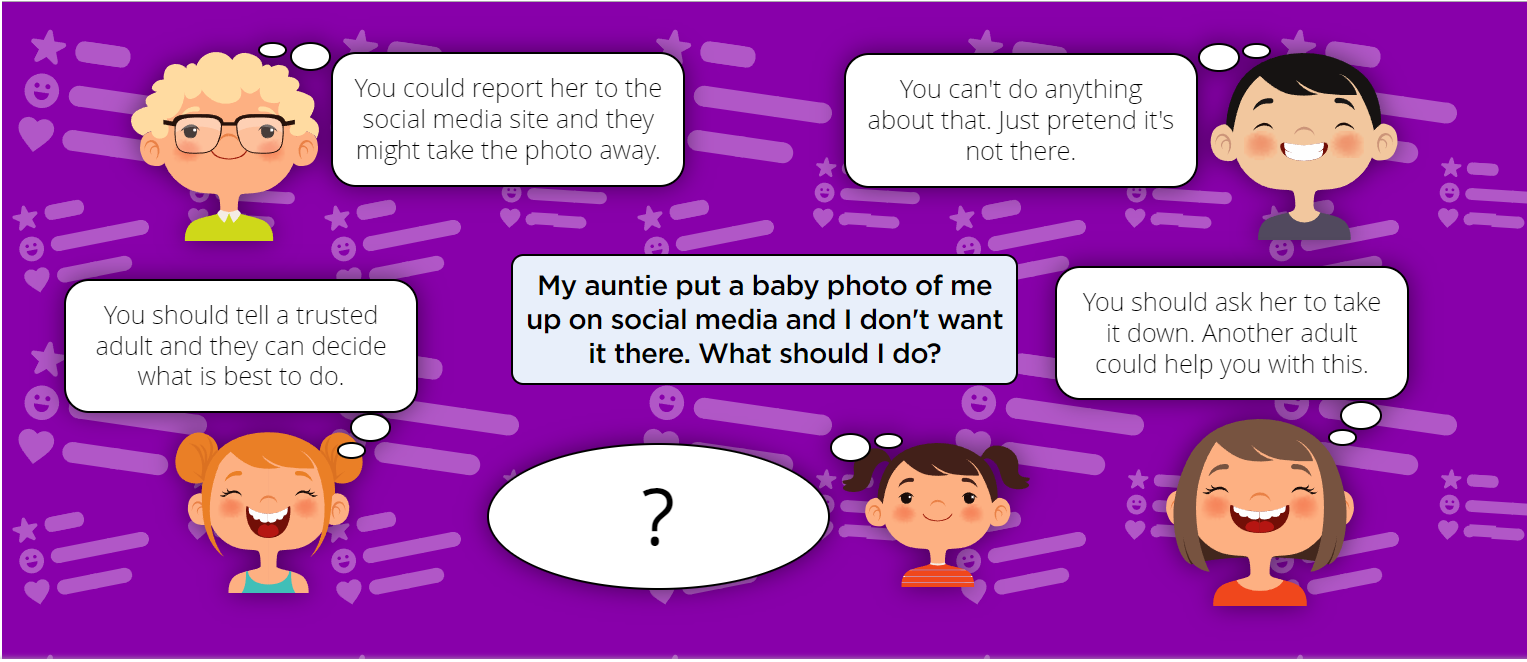 You could report her to the
social media site and they
might take the photo away.
You can't do anything
about that. Just pretend it's
not there.
My auntie put a baby photo of me
up on social media and I don't want
it there. What should I do?
You should tell a trusted
adult and they can decide
what is best to do.
You should ask her to take
it down. Another adult
could help you with this.
?